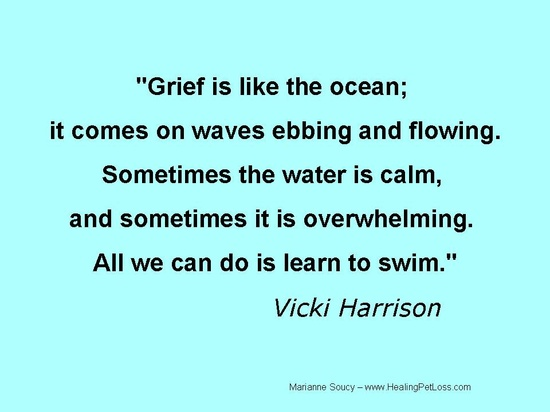 "Grief is like the ocean;
it comes on waves ebbing and flowing.
Sometimes the water is calm,
and sometimes it is overwhelming.
All we can do is learn to swim."
Vicki Harrison
Marianne Soucy – www.HealingPetLoss.com